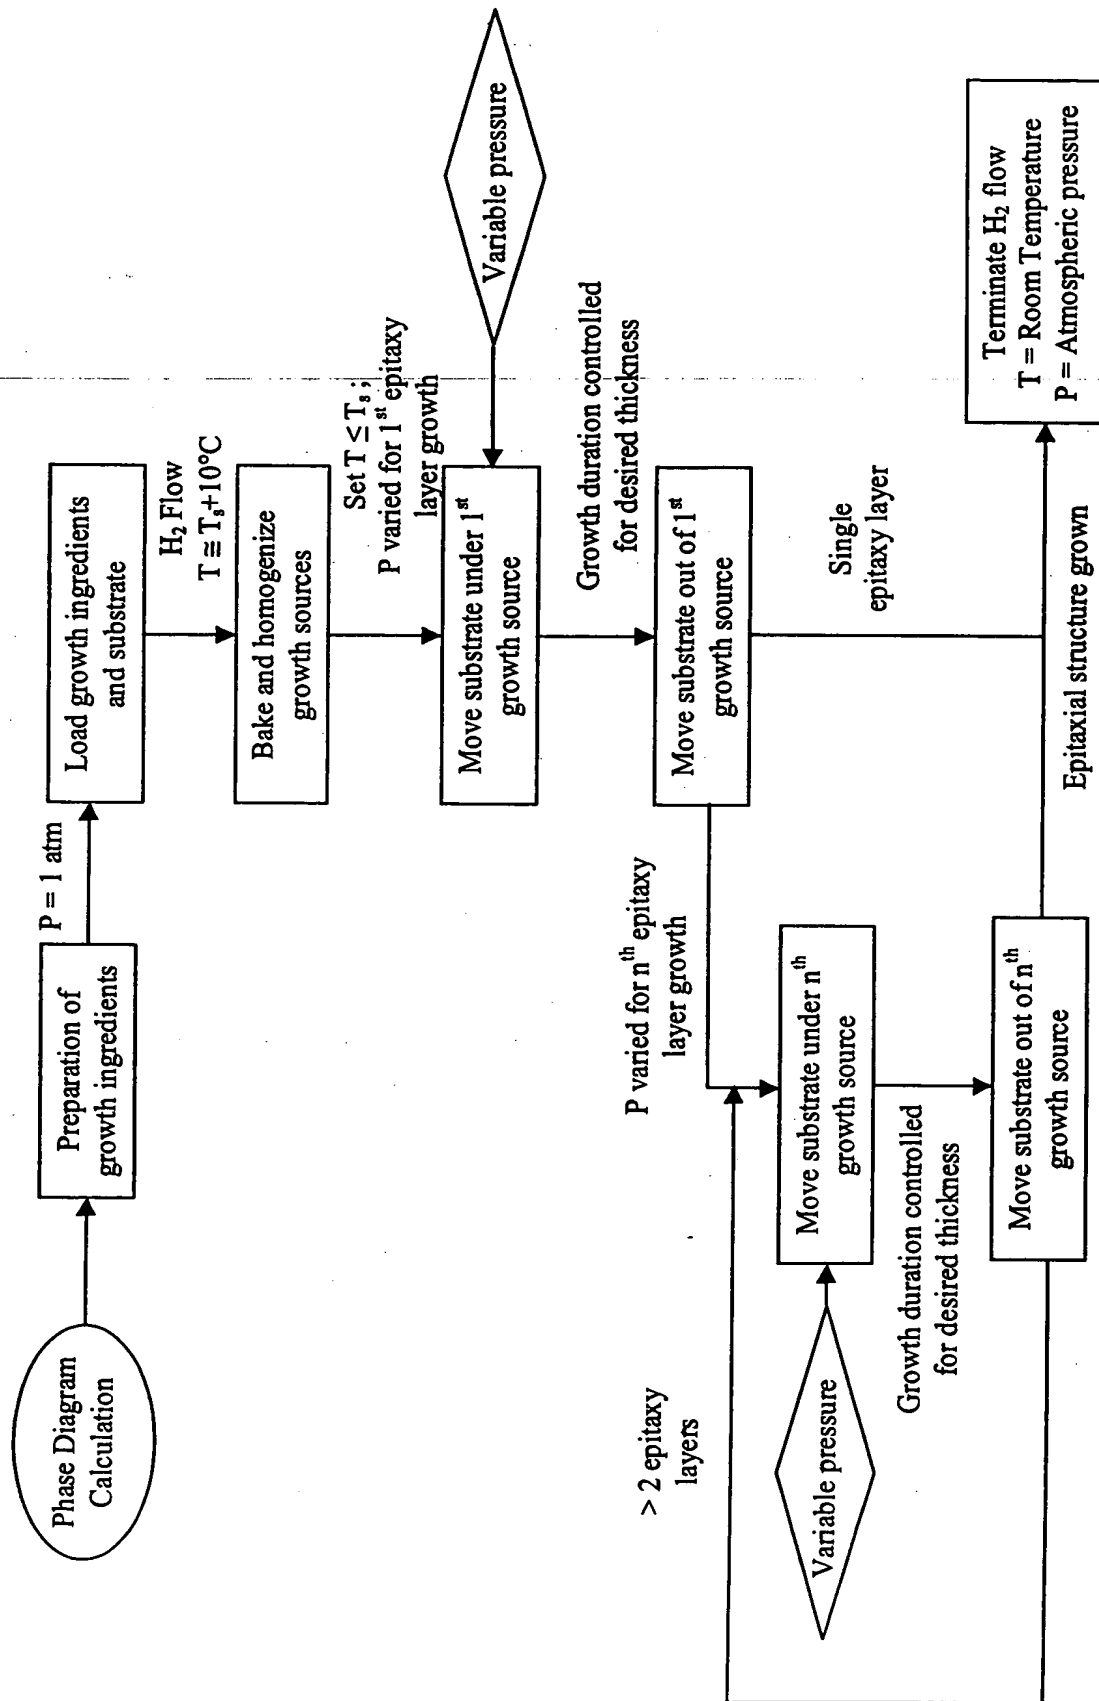 Phase Diagram
Calculation
Preparation of
growth ingredients
P = 1 atm
Load growth ingredients
and substrate
H₂ Flow
T ≅ Tₛ+10°C
Bake and homogenize
growth sources
Set T ≤ Tₛ ;
P varied for 1ˢᵗ epitaxy
layer growth
Move substrate under 1ˢᵗ
growth source
Variable pressure
Growth duration controlled
for desired thickness
Move substrate out of 1ˢᵗ
growth source
Single
epitaxy layer
P varied for nᵗʰ epitaxy
layer growth
> 2 epitaxy
layers
Move substrate under nᵗʰ
growth source
Variable pressure
Growth duration controlled
for desired thickness
Move substrate out of nᵗʰ
growth source
Epitaxial structure grown
Terminate H₂ flow
T = Room Temperature
P = Atmospheric pressure